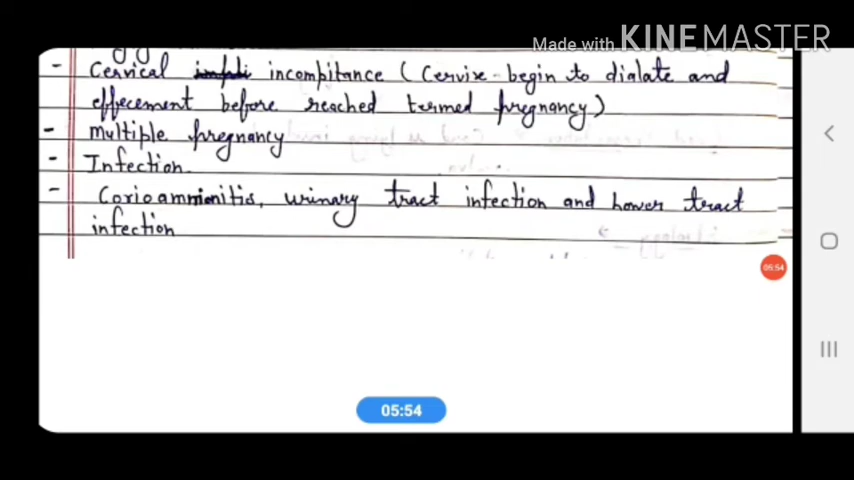 Made with KINEMASTER
- Cervical incompitance (Cervix begin to dialate and
effecement before reached termed pregnancy)
- Multiple pregnancy
- Infection
- Corioamnionitis, urinary tract infection and hower tract
infection
05:54
05:54